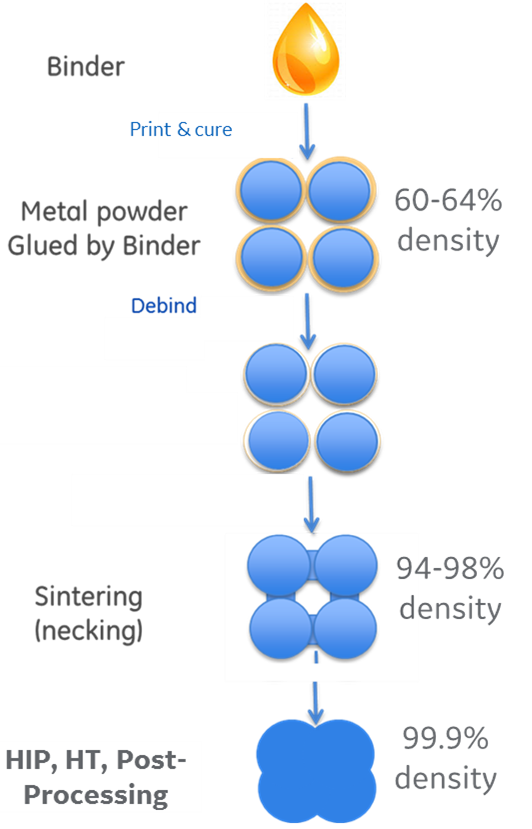 Binder
Print & cure
Metal powder
Glued by Binder
60-64%
density
Debind
Sintering
(necking)
94-98%
density
HIP, HT, Post-
Processing
99.9%
density